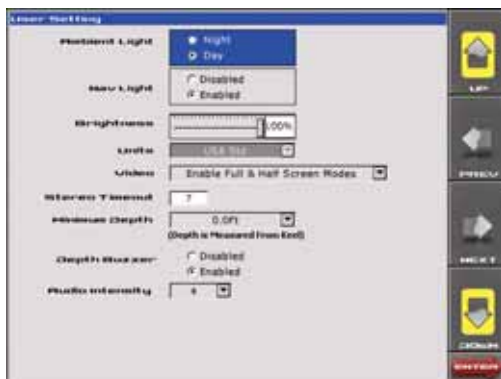 User Setting
Ambient Light
Night
Day
Nav Light
Disabled
Enabled
Brightness
100%
Units
USA Std
Video
Enable Full & Half Screen Modes
Stereo Timeout
7
Minimum Depth
0.0Ft
(Depth is Measured From Keel)
Depth Buzzer
Disabled
Enabled
Audio Intensity
4
UP
PREV
NEXT
DOWN
ENTER